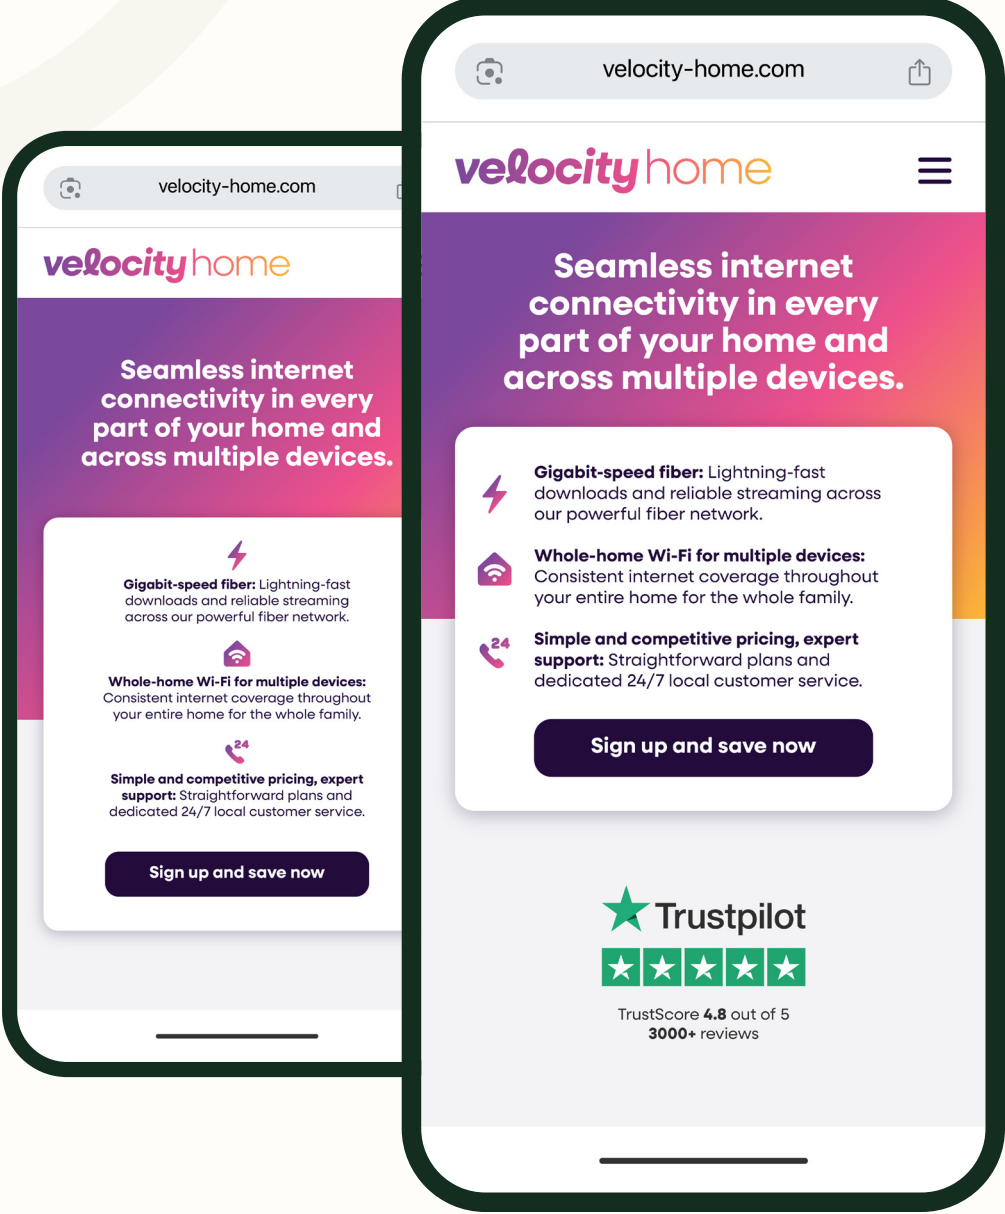 velocity-home.com
velocity home
Seamless internet
connectivity in every
part of your home and
across multiple devices.
Gigabit-speed fiber: Lightning-fast
downloads and reliable streaming
across our powerful fiber network.
Whole-home Wi-Fi for multiple devices:
Consistent internet coverage throughout
your entire home for the whole family.
24
Simple and competitive pricing, expert
support: Straightforward plans and
dedicated 24/7 local customer service.
Sign up and save now
velocity-home.com
velocity home
Seamless internet
connectivity in every
part of your home and
across multiple devices.
Gigabit-speed fiber: Lightning-fast
downloads and reliable streaming across
our powerful fiber network.
Whole-home Wi-Fi for multiple devices:
Consistent internet coverage throughout
your entire home for the whole family.
24
Simple and competitive pricing, expert
support: Straightforward plans and
dedicated 24/7 local customer service.
Sign up and save now
Trustpilot
TrustScore 4.8 out of 5
3000+ reviews